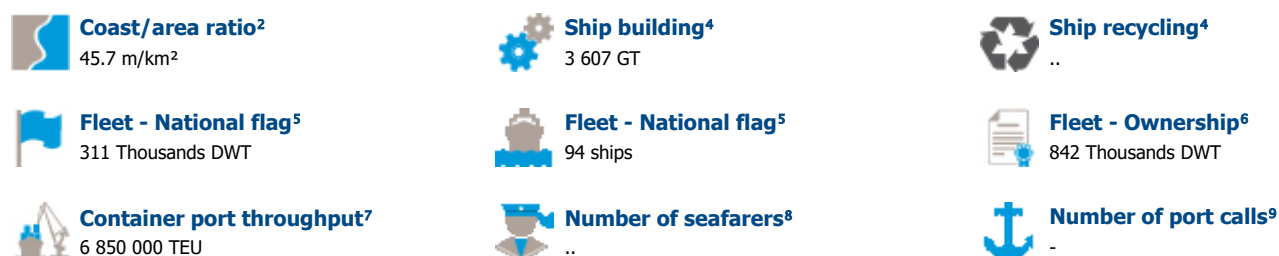 Coast/area ratio²
45.7 m/km²
Ship building⁴
3 607 GT
Ship recycling⁴
..
Fleet - National flag⁵
311 Thousands DWT
Fleet - National flag⁵
94 ships
Fleet - Ownership⁶
842 Thousands DWT
Container port throughput⁷
6 850 000 TEU
Number of seafarers⁸
..
Number of port calls⁹
-